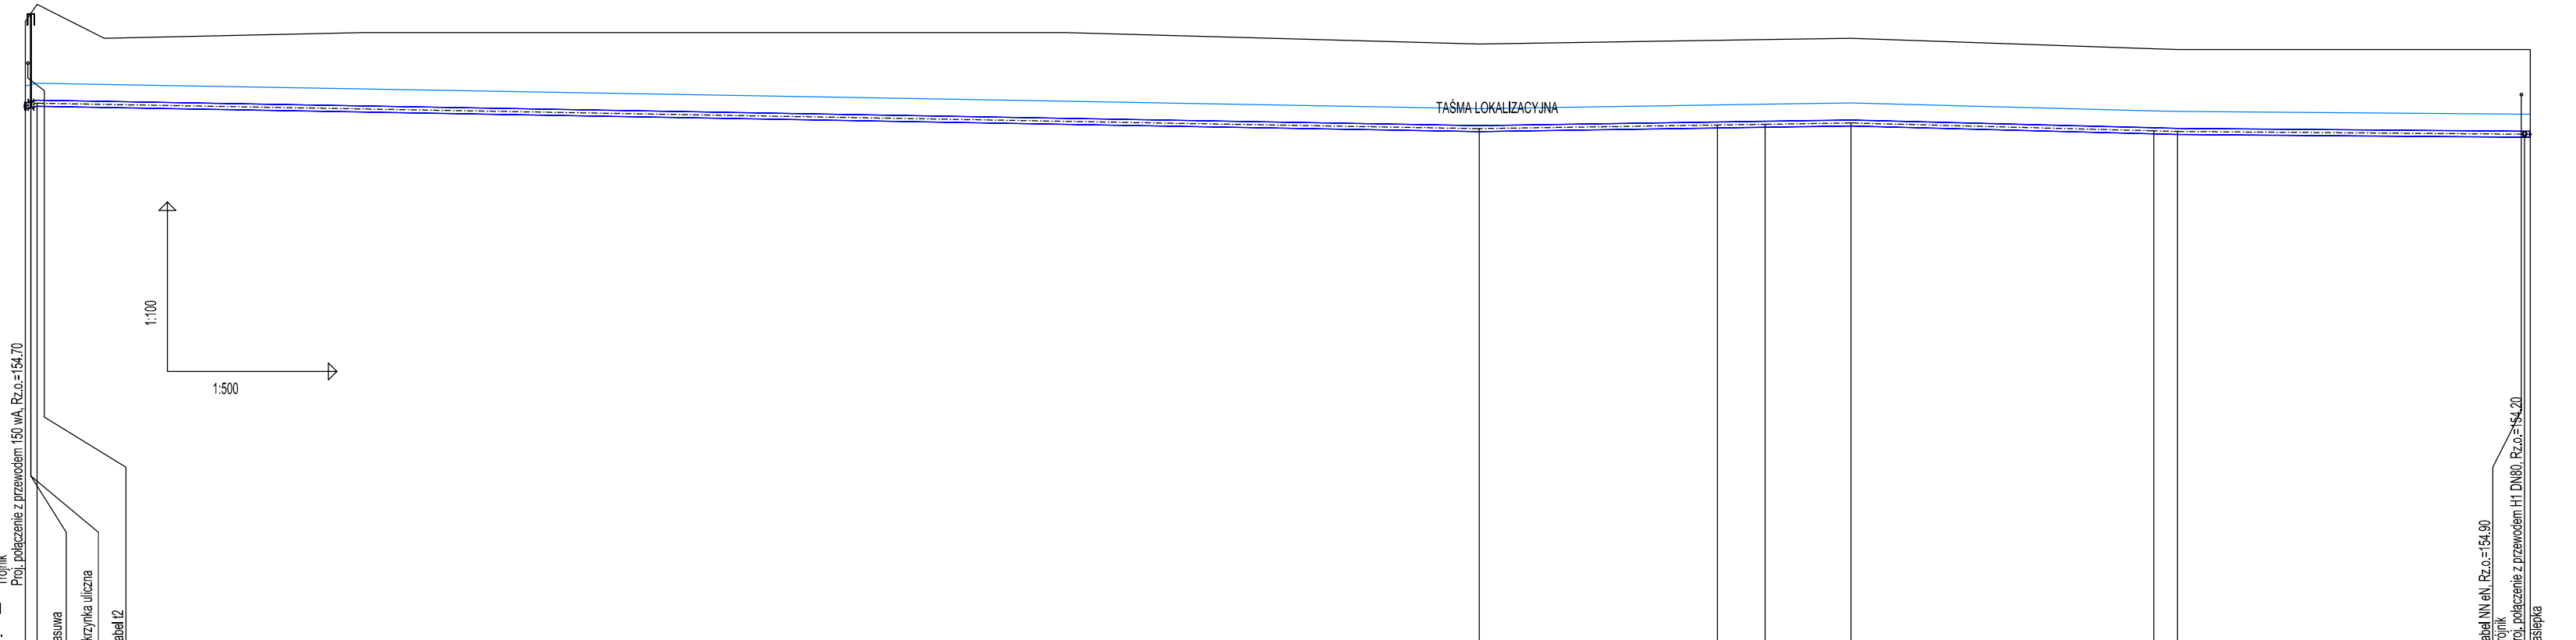 TAŚMA LOKALIZACYJNA
1:100
1:500
Trójnik
Proj. połączenie z przewodem 150 wA, Rz.o.=154.70
asuwa
krzynka uliczna
abel t2
abel NN eN, Rz.o.=154.90
rójnik
roj. połączenie z przewodem H1 DN80, Rz.o.=154.20
aślepka